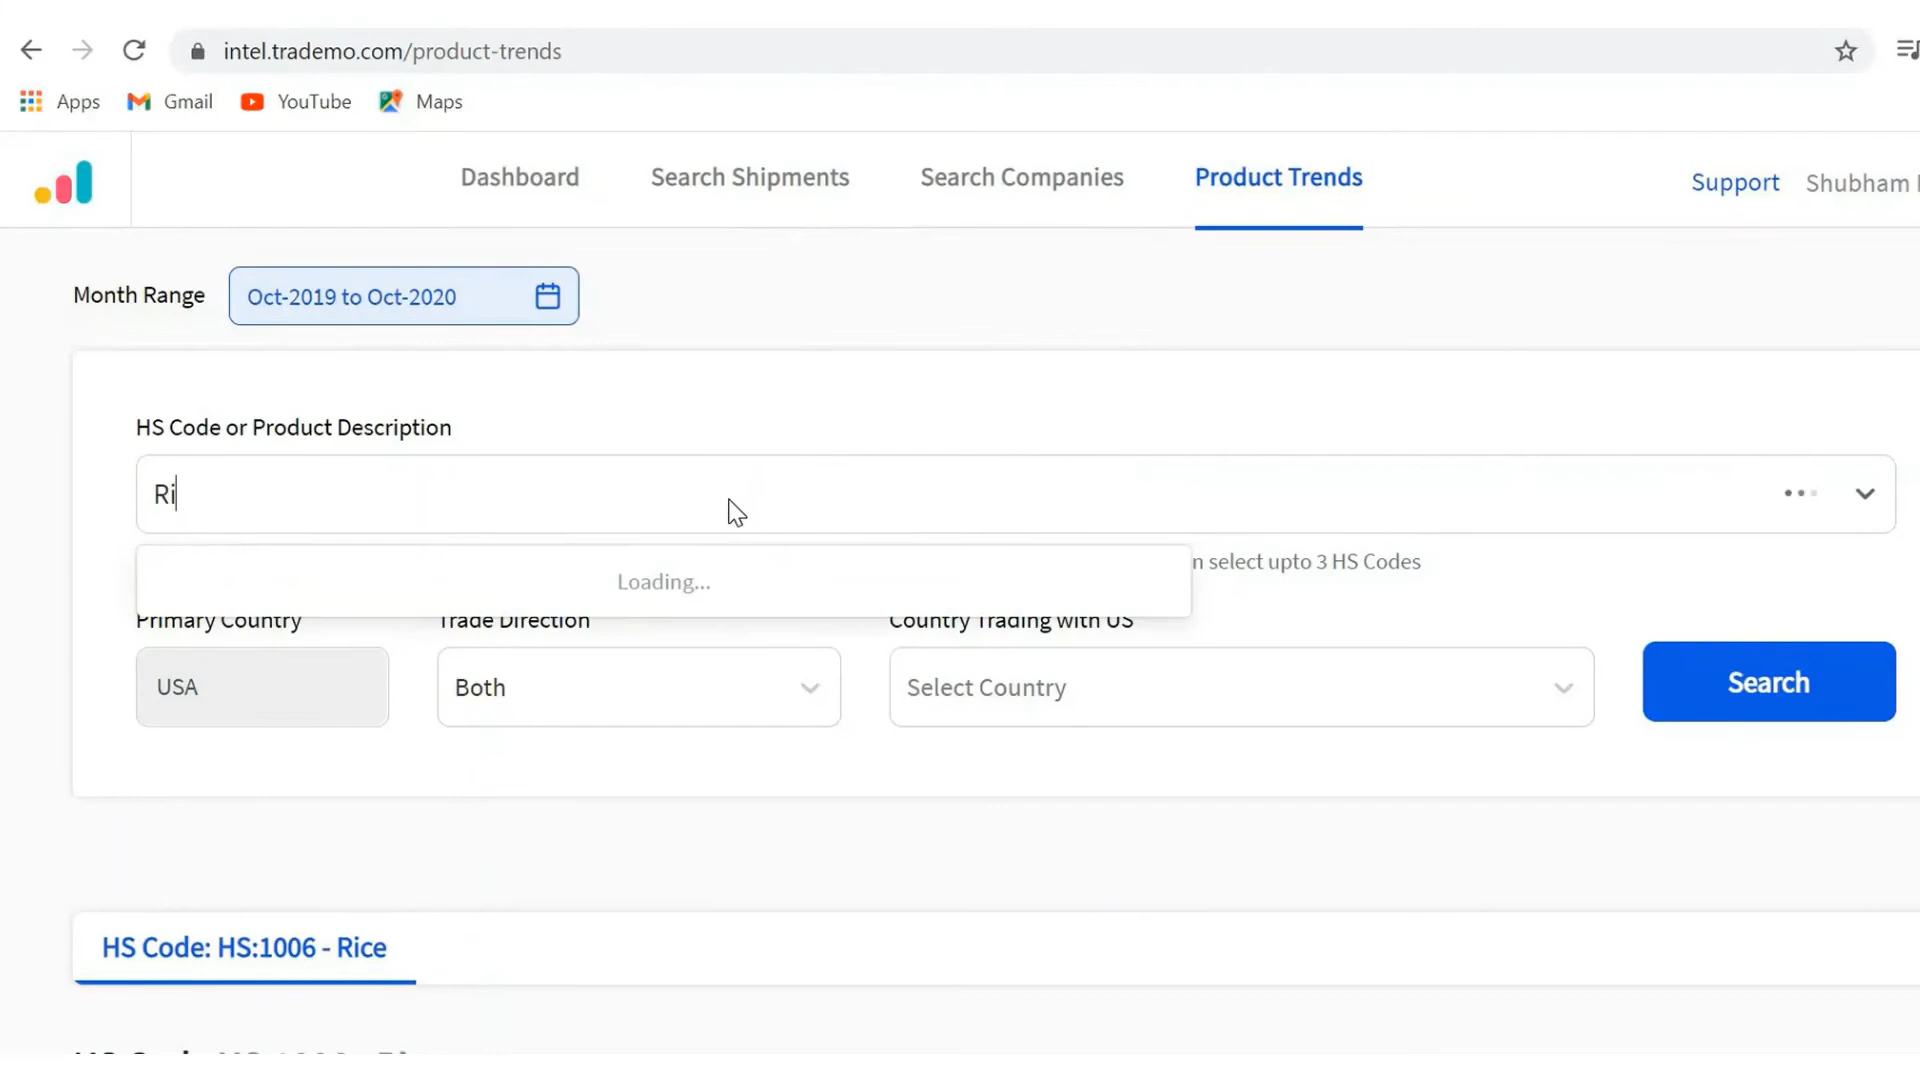 intel.trademo.com/product-trends
Apps Gmail YouTube Maps
Dashboard Search Shipments Search Companies Product Trends Support Shubham
Month Range Oct-2019 to Oct-2020
HS Code or Product Description
Ri
Loading...
n select upto 3 HS Codes
Primary Country Trade Direction Country Trading with US
USA Both Select Country Search
HS Code: HS:1006 - Rice